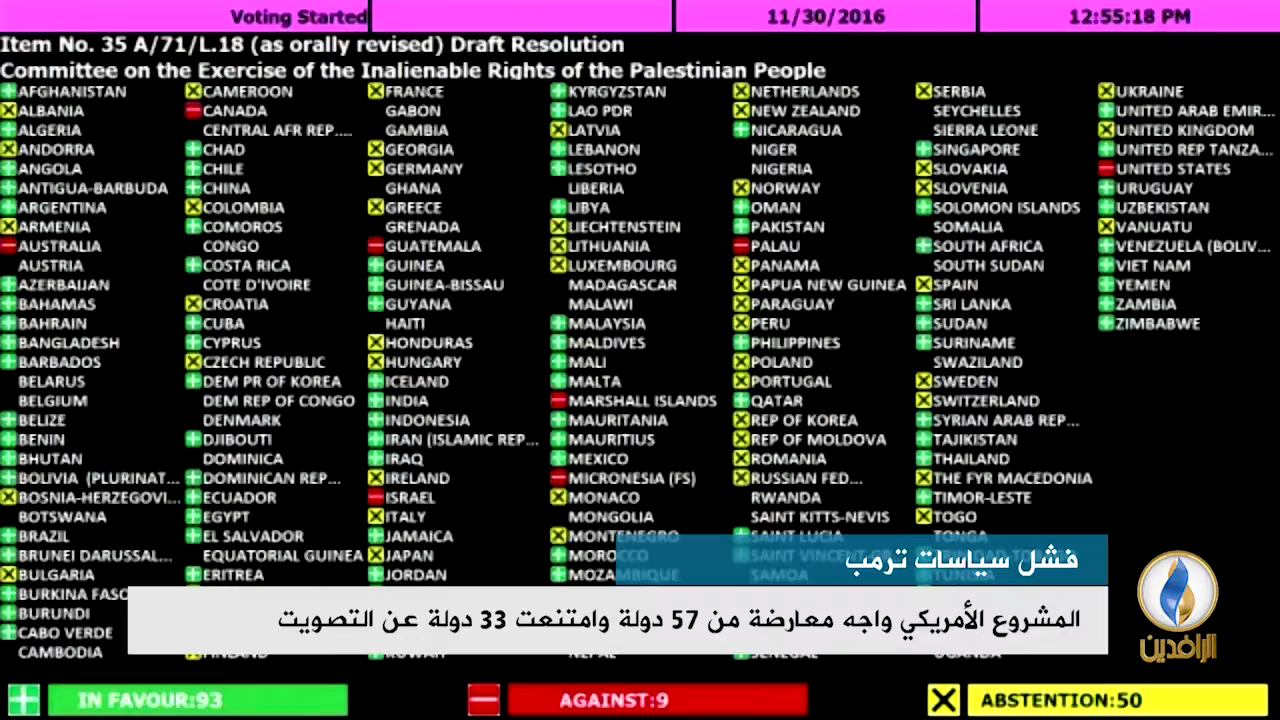 Voting Started 11/30/2016 12:55:18 PM
Item No. 35 A/71/L.18 (as orally revised) Draft Resolution
Committee on the Exercise of the Inalienable Rights of the Palestinian People
AFGHANISTAN CAMEROON FRANCE KYRGYZSTAN NETHERLANDS SERBIA UKRAINE
ALBANIA CANADA GABON LAO PDR NEW ZEALAND SEYCHELLES UNITED ARAB EMIR...
ALGERIA CENTRAL AFR REP.... GAMBIA LATVIA NICARAGUA SIERRA LEONE UNITED KINGDOM
ANDORRA CHAD GEORGIA LEBANON NIGER SINGAPORE UNITED REP TANZA...
ANGOLA CHILE GERMANY LESOTHO NIGERIA SLOVAKIA UNITED STATES
ANTIGUA-BARBUDA CHINA GHANA LIBERIA NORWAY SLOVENIA URUGUAY
ARGENTINA COLOMBIA GREECE LIBYA OMAN SOLOMON ISLANDS UZBEKISTAN
ARMENIA COMOROS GRENADA LIECHTENSTEIN PAKISTAN SOMALIA VANUATU
AUSTRALIA CONGO GUATEMALA LITHUANIA PALAU SOUTH AFRICA VENEZUELA (BOLIV...
AUSTRIA COSTA RICA GUINEA LUXEMBOURG PANAMA SOUTH SUDAN VIET NAM
AZERBAIJAN COTE D'IVOIRE GUINEA-BISSAU MADAGASCAR PAPUA NEW GUINEA SPAIN YEMEN
BAHAMAS CROATIA GUYANA MALAWI PARAGUAY SRI LANKA ZAMBIA
BAHRAIN CUBA HAITI MALAYSIA PERU SUDAN ZIMBABWE
BANGLADESH CYPRUS HONDURAS MALDIVES PHILIPPINES SURINAME
BARBADOS CZECH REPUBLIC HUNGARY MALI POLAND SWAZILAND
BELARUS DEM PR OF KOREA ICELAND MALTA PORTUGAL SWEDEN
BELGIUM DEM REP OF CONGO INDIA MARSHALL ISLANDS QATAR SWITZERLAND
BELIZE DENMARK INDONESIA MAURITANIA REP OF KOREA SYRIAN ARAB REP...
BENIN DJIBOUTI IRAN (ISLAMIC REP... MAURITIUS REP OF MOLDOVA TAJIKISTAN
BHUTAN DOMINICA IRAQ MEXICO ROMANIA THAILAND
BOLIVIA (PLURINAT... DOMINICAN REP... IRELAND MICRONESIA (FS) RUSSIAN FED... THE FYR MACEDONIA
BOSNIA-HERZEGOVI... ECUADOR ISRAEL MONACO RWANDA TIMOR-LESTE
BOTSWANA EGYPT ITALY MONGOLIA SAINT KITTS-NEVIS TOGO
BRAZIL EL SALVADOR JAMAICA MONTENEGRO SAINT LUCIA TONGA
BRUNEI DARUSSAL... EQUATORIAL GUINEA JAPAN MOROCCO SAINT VINCENT
BULGARIA ERITREA JORDAN MOZAMBIQUE SAMOA TUNISIA
فشل سياسات ترمب
BURKINA FASO
BURUNDI
المشروع الأمريكي واجه معارضة من 57 دولة وامتنعت 33 دولة عن التصويت
CABO VERDE
الرافدين
CAMBODIA FINLAND KUWAIT NEPAL SENEGAL UGANDA
IN FAVOUR:93 AGAINST:9 ABSTENTION:50